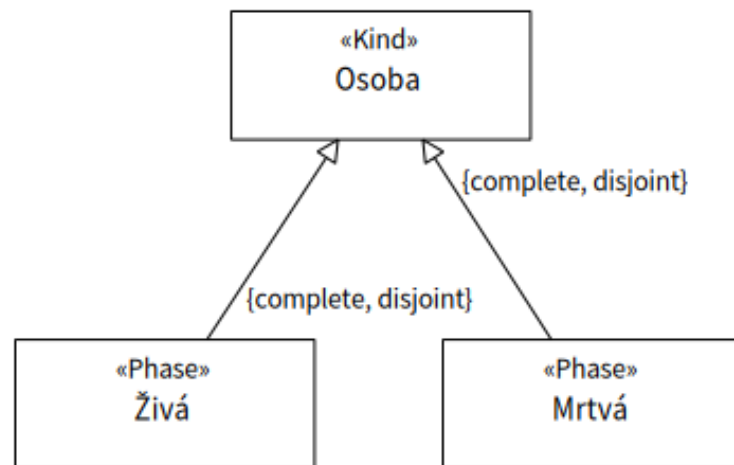 «Kind»
Osoba
{complete, disjoint}
{complete, disjoint}
«Phase»
Živá
«Phase»
Mrtvá